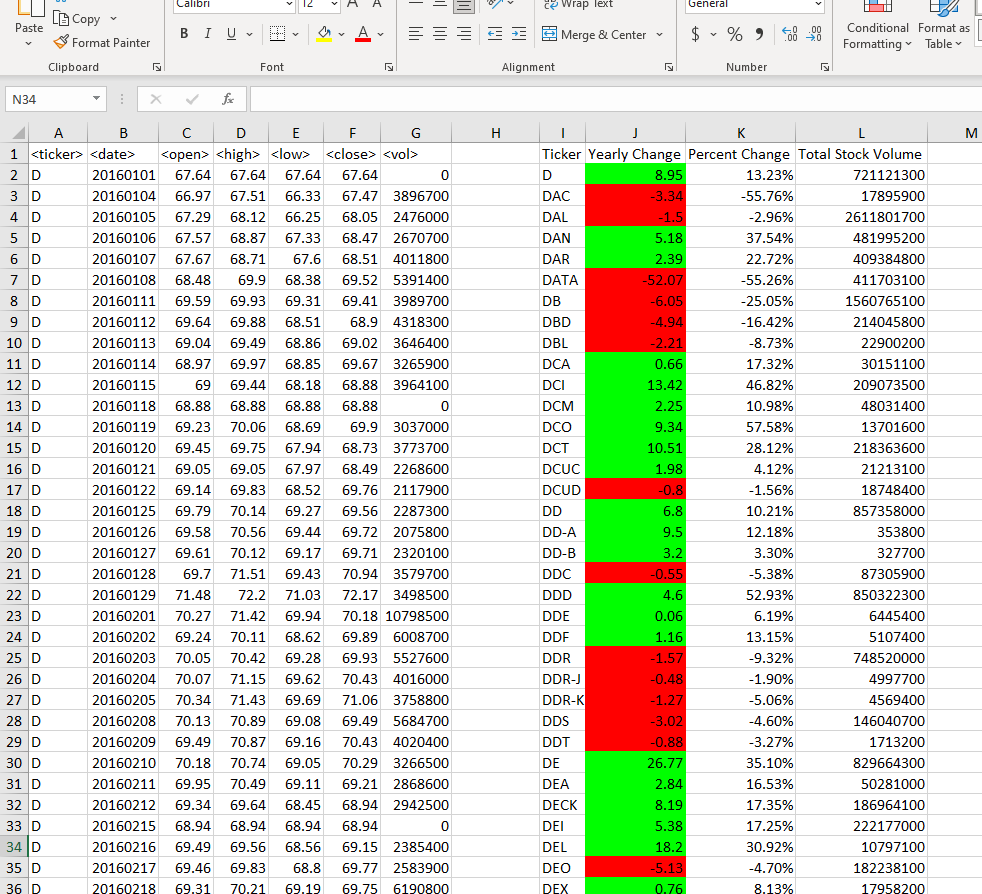 Calibri 12 A A Wrap Text General
Paste Copy Conditional Format as
Format Painter B I U A Merge & Center $ % 9 .00 Formatting Table
Clipboard Font Alignment Number
N34 fx
A B C D E F G H I J K L M
1 <ticker> <date> <open> <high> <low> <close> <vol> Ticker Yearly Change Percent Change Total Stock Volume
2 D 20160101 67.64 67.64 67.64 67.64 0 D 8.95 13.23% 721121300
3 D 20160104 66.97 67.51 66.33 67.47 3896700 DAC -3.34 -55.76% 17895900
4 D 20160105 67.29 68.12 66.25 68.05 2476000 DAL -1.5 -2.96% 2611801700
5 D 20160106 67.57 68.87 67.33 68.47 2670700 DAN 5.18 37.54% 481995200
6 D 20160107 67.67 68.71 67.6 68.51 4011800 DAR 2.39 22.72% 409384800
7 D 20160108 68.48 69.9 68.38 69.52 5391400 DATA -52.07 -55.26% 411703100
8 D 20160111 69.59 69.93 69.31 69.41 3989700 DB -6.05 -25.05% 1560765100
9 D 20160112 69.64 69.88 68.51 68.9 4318300 DBD -4.94 -16.42% 214045800
10 D 20160113 69.04 69.49 68.86 69.02 3646400 DBL -2.21 -8.73% 22900200
11 D 20160114 68.97 69.97 68.85 69.67 3265900 DCA 0.66 17.32% 30151100
12 D 20160115 69 69.44 68.18 68.88 3964100 DCI 13.42 46.82% 209073500
13 D 20160118 68.88 68.88 68.88 68.88 0 DCM 2.25 10.98% 48031400
14 D 20160119 69.23 70.06 68.69 69.9 3037000 DCO 9.34 57.58% 13701600
15 D 20160120 69.45 69.75 67.94 68.73 3773700 DCT 10.51 28.12% 218363600
16 D 20160121 69.05 69.05 67.97 68.49 2268600 DCUC 1.98 4.12% 21213100
17 D 20160122 69.14 69.83 68.52 69.76 2117900 DCUD -0.8 -1.56% 18748400
18 D 20160125 69.79 70.14 69.27 69.56 2287300 DD 6.8 10.21% 857358000
19 D 20160126 69.58 70.56 69.44 69.72 2075800 DD-A 9.5 12.18% 353800
20 D 20160127 69.61 70.12 69.17 69.71 2320100 DD-B 3.2 3.30% 327700
21 D 20160128 69.7 71.51 69.43 70.94 3579700 DDC -0.55 -5.38% 87305900
22 D 20160129 71.48 72.2 71.03 72.17 3498500 DDD 4.6 52.93% 850322300
23 D 20160201 70.27 71.42 69.94 70.18 10798500 DDE 0.06 6.19% 6445400
24 D 20160202 69.24 70.11 68.62 69.89 6008700 DDF 1.16 13.15% 5107400
25 D 20160203 70.05 70.42 69.28 69.93 5527600 DDR -1.57 -9.32% 748520000
26 D 20160204 70.07 71.15 69.62 70.43 4016000 DDR-J -0.48 -1.90% 4997700
27 D 20160205 70.34 71.43 69.69 71.06 3758800 DDR-K -1.27 -5.06% 4569400
28 D 20160208 70.13 70.89 69.08 69.49 5684700 DDS -3.02 -4.60% 146040700
29 D 20160209 69.49 70.87 69.16 70.43 4020400 DDT -0.88 -3.27% 1713200
30 D 20160210 70.18 70.74 69.05 70.29 3266500 DE 26.77 35.10% 829664300
31 D 20160211 69.95 70.49 69.11 69.21 2868600 DEA 2.84 16.53% 50281000
32 D 20160212 69.34 69.64 68.45 68.94 2942500 DECK 8.19 17.35% 186964100
33 D 20160215 68.94 68.94 68.94 68.94 0 DEI 5.38 17.25% 222177000
34 D 20160216 69.49 69.56 68.56 69.15 2385400 DEL 18.2 30.92% 10797100
35 D 20160217 69.46 69.83 68.8 69.77 2583900 DEO -5.13 -4.70% 182238100
36 D 20160218 69.31 70.21 69.19 69.75 6190800 DEX 0.76 8.13% 17958200